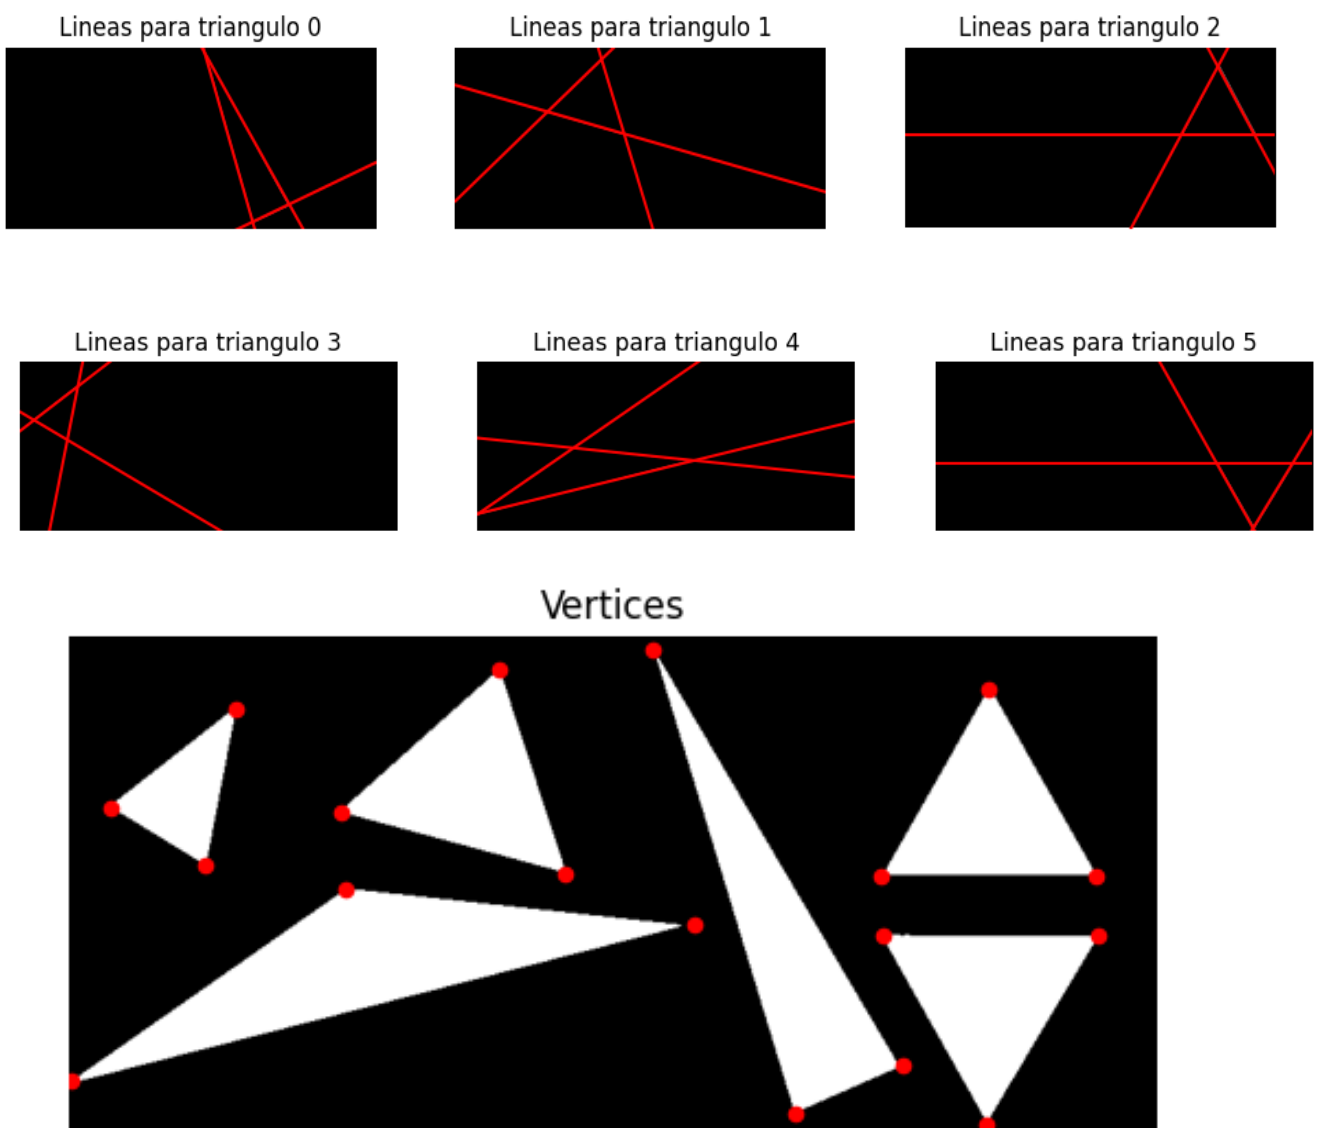 Lineas para triangulo 0
Lineas para triangulo 1
Lineas para triangulo 2
Lineas para triangulo 3
Lineas para triangulo 4
Lineas para triangulo 5
Vertices